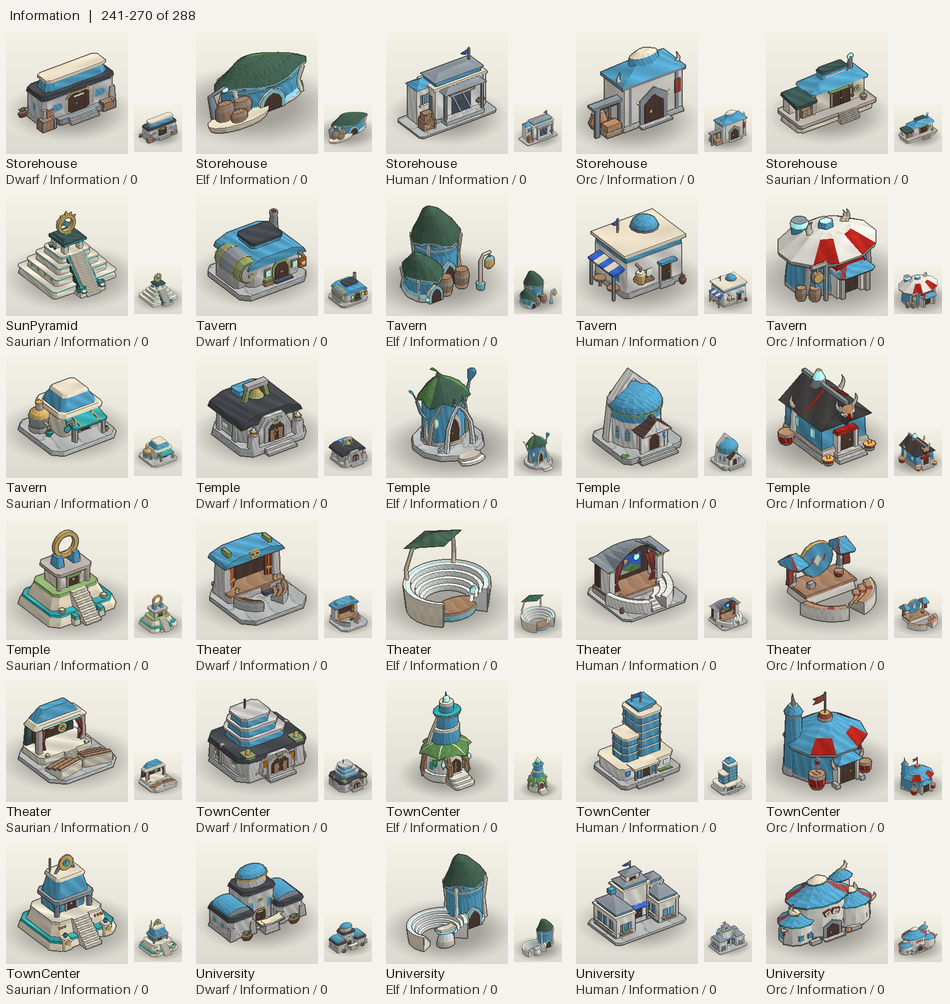 Information | 241-270 of 288
Storehouse
Dwarf / Information / 0
Storehouse
Elf / Information / 0
Storehouse
Human / Information / 0
Storehouse
Orc / Information / 0
Storehouse
Saurian / Information / 0
SunPyramid
Saurian / Information / 0
Tavern
Dwarf / Information / 0
Tavern
Elf / Information / 0
Tavern
Human / Information / 0
Tavern
Orc / Information / 0
Tavern
Saurian / Information / 0
Temple
Dwarf / Information / 0
Temple
Elf / Information / 0
Temple
Human / Information / 0
Temple
Orc / Information / 0
Temple
Saurian / Information / 0
Theater
Dwarf / Information / 0
Theater
Elf / Information / 0
Theater
Human / Information / 0
Theater
Orc / Information / 0
Theater
Saurian / Information / 0
TownCenter
Dwarf / Information / 0
TownCenter
Elf / Information / 0
TownCenter
Human / Information / 0
TownCenter
Orc / Information / 0
TownCenter
Saurian / Information / 0
University
Dwarf / Information / 0
University
Elf / Information / 0
University
Human / Information / 0
University
Orc / Information / 0